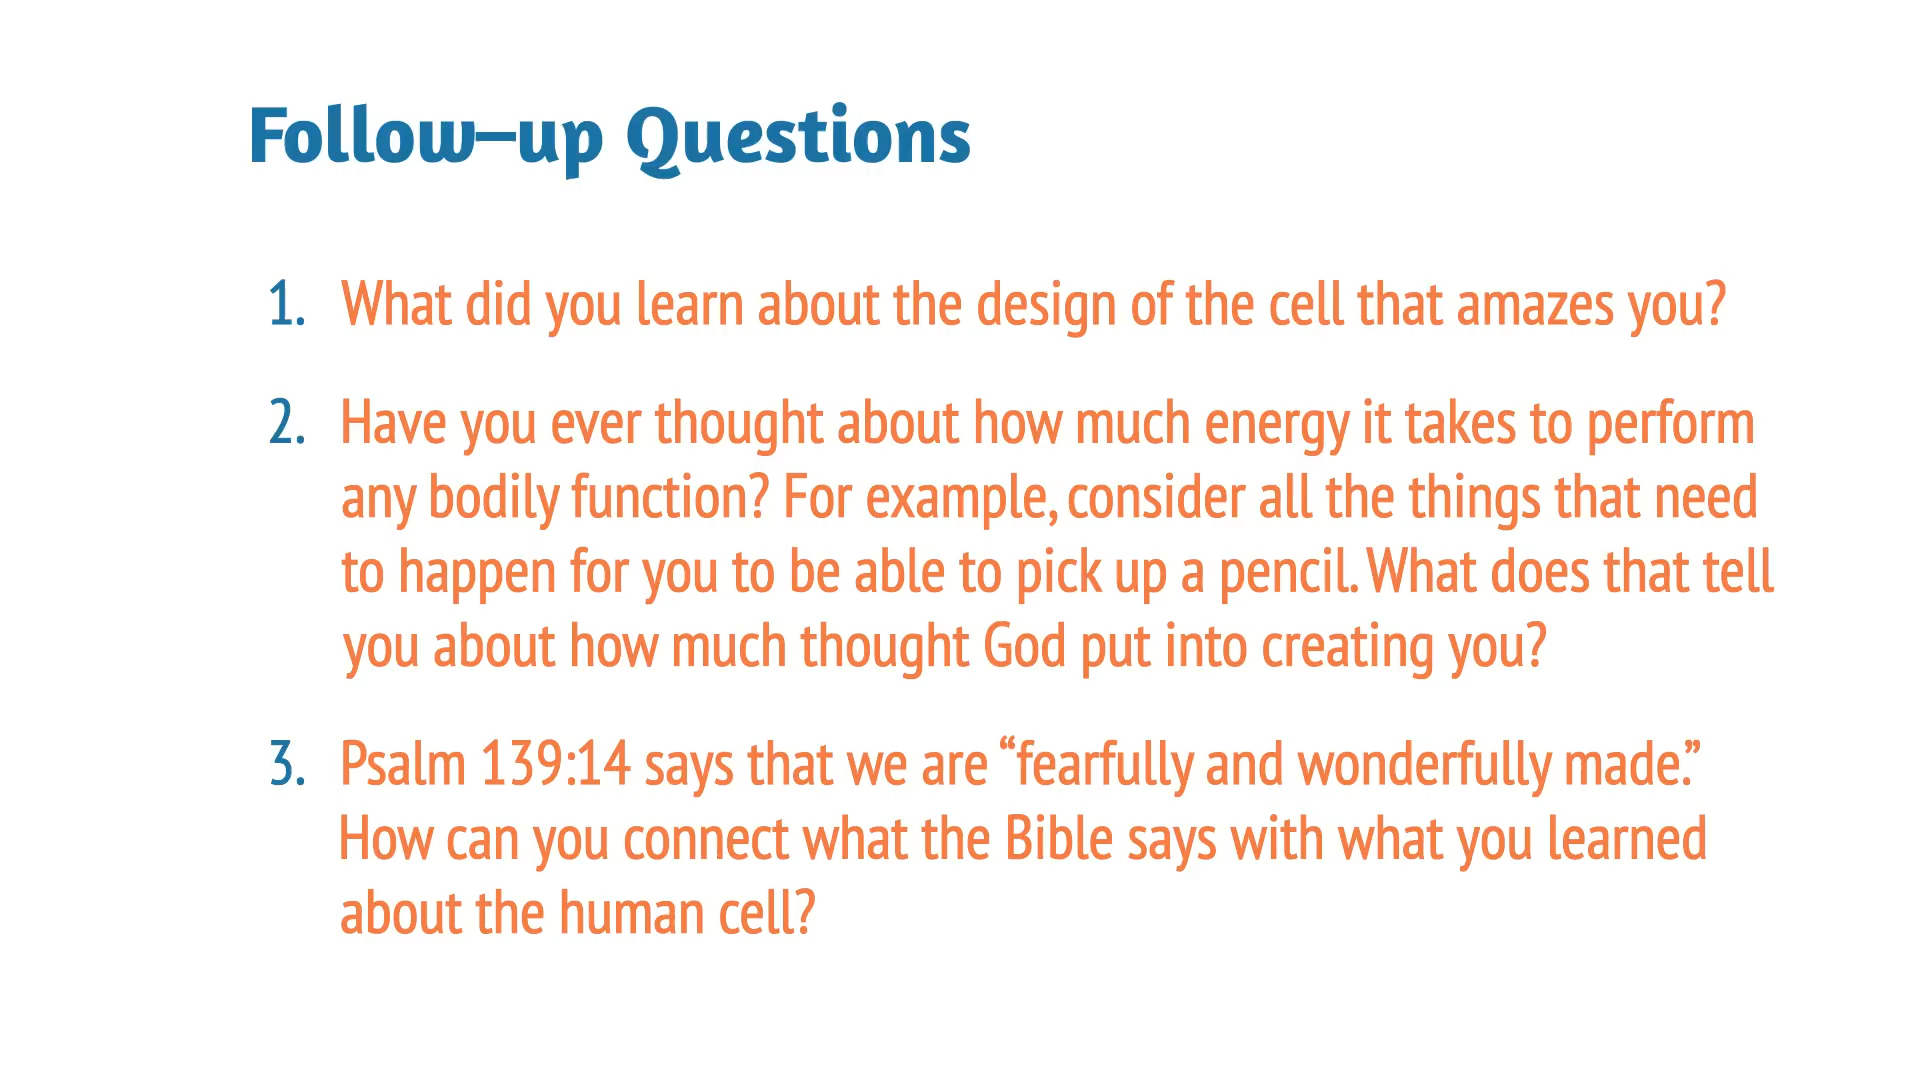 Follow–up Questions
1. What did you learn about the design of the cell that amazes you?
2. Have you ever thought about how much energy it takes to perform
any bodily function? For example, consider all the things that need
to happen for you to be able to pick up a pencil. What does that tell
you about how much thought God put into creating you?
3. Psalm 139:14 says that we are “fearfully and wonderfully made.”
How can you connect what the Bible says with what you learned
about the human cell?